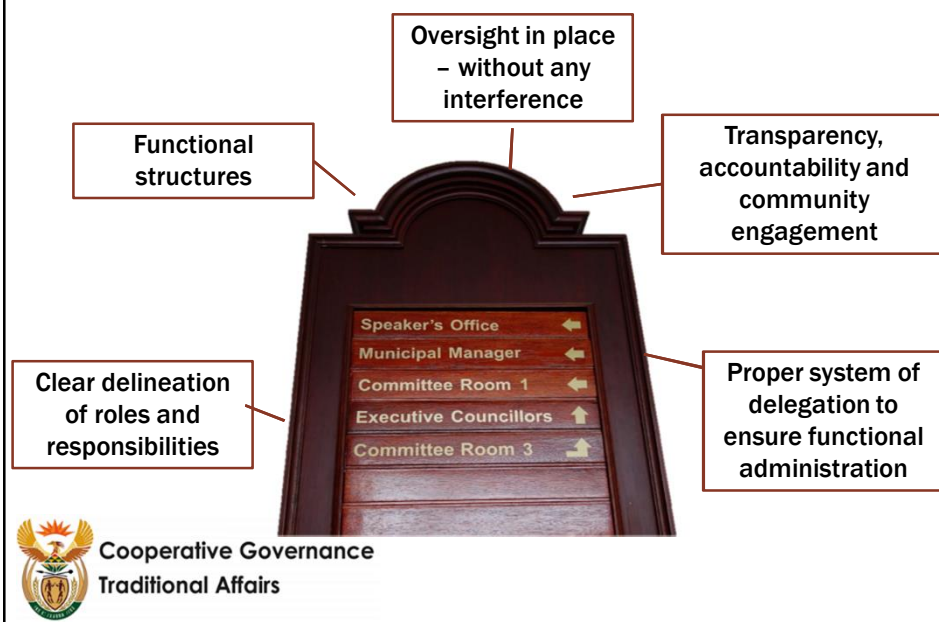 Oversight in place
– without any
interference
Functional
structures
Transparency,
accountability and
community
engagement
Speaker's Office
Municipal Manager
Committee Room 1
Executive Councillors
Committee Room 3
Clear delineation
of roles and
responsibilities
Proper system of
delegation to
ensure functional
administration
Cooperative Governance
Traditional Affairs